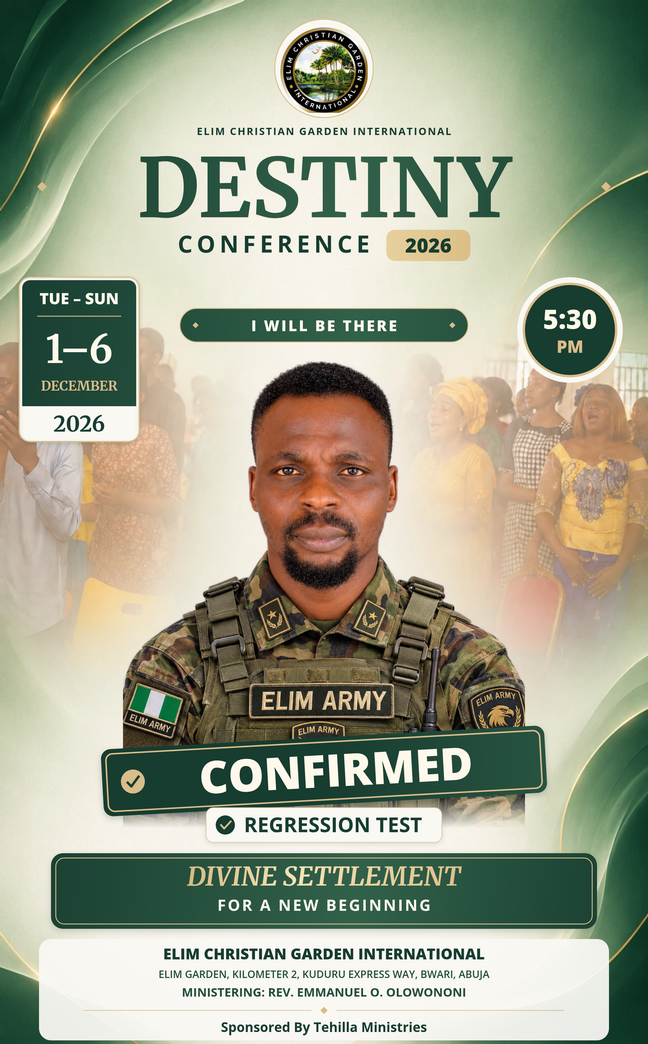 ELIM CHRISTIAN GARDEN
INTERNATIONAL
ELIM CHRISTIAN GARDEN INTERNATIONAL
DESTINY
CONFERENCE 2026
TUE – SUN
1–6
DECEMBER
2026
I WILL BE THERE
5:30
PM
ELIM ARMY
ELIM ARMY
ELIM ARMY
ELIM ARMY
CONFIRMED
REGRESSION TEST
DIVINE SETTLEMENT
FOR A NEW BEGINNING
ELIM CHRISTIAN GARDEN INTERNATIONAL
ELIM GARDEN, KILOMETER 2, KUDURU EXPRESS WAY, BWARI, ABUJA
MINISTERING: REV. EMMANUEL O. OLOWONONI
Sponsored By Tehilla Ministries